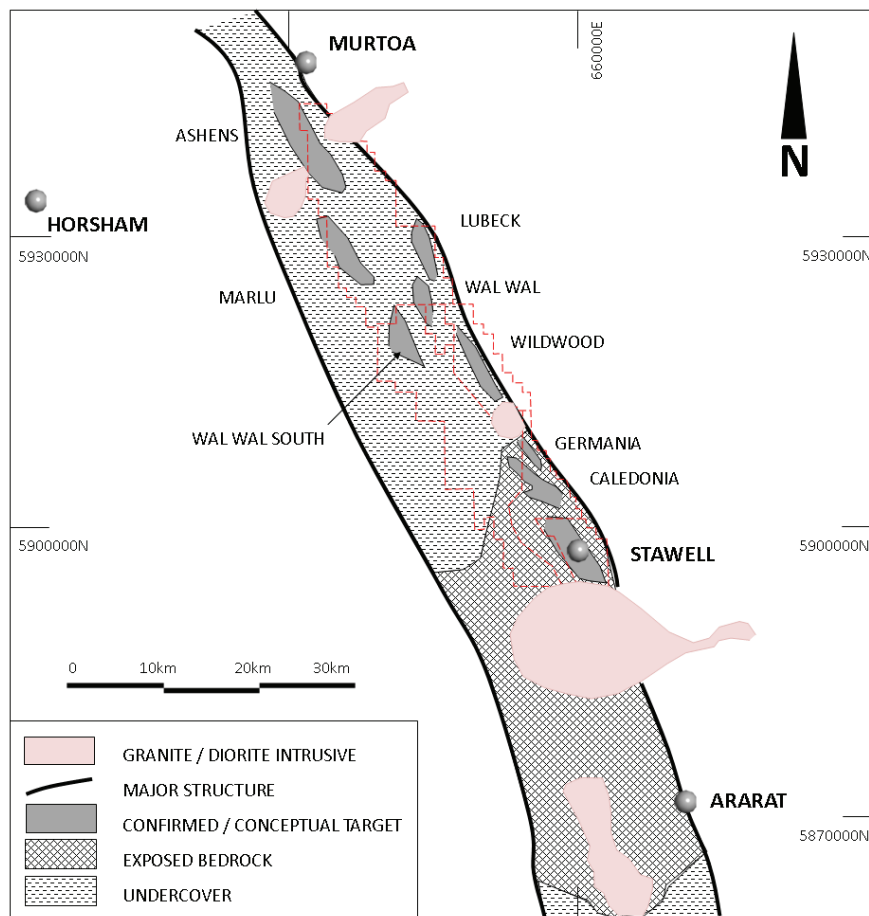 MURTOA
660000E
ASHENS
N
HORSHAM
LUBECK
5930000N
5930000N
MARLU
WAL WAL
WILDWOOD
WAL WAL SOUTH
GERMANIA
CALEDONIA
5900000N
5900000N
STAWELL
0 10km 20km 30km
GRANITE / DIORITE INTRUSIVE
MAJOR STRUCTURE
CONFIRMED / CONCEPTUAL TARGET
EXPOSED BEDROCK
UNDERCOVER
ARARAT
5870000N